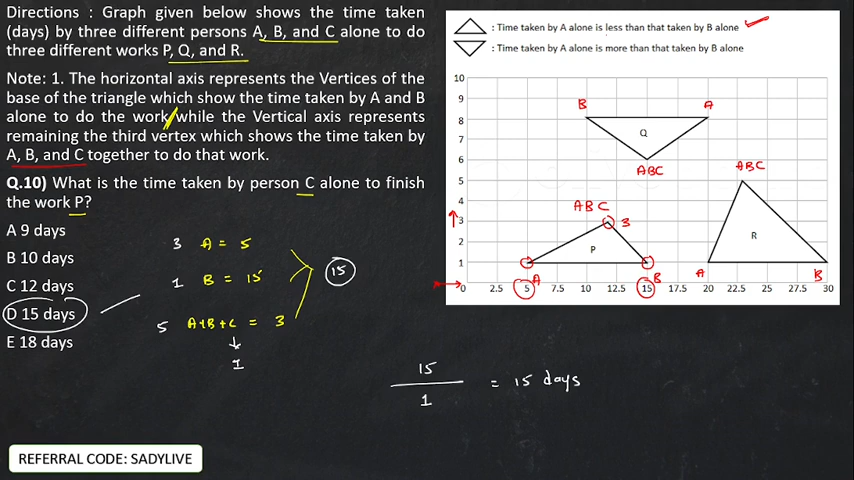 Directions : Graph given below shows the time taken
(days) by three different persons A, B, and C alone to do
three different works P, Q, and R.
Note: 1. The horizontal axis represents the Vertices of the
base of the triangle which show the time taken by A and B
alone to do the work while the Vertical axis represents
remaining the third vertex which shows the time taken by
A, B, and C together to do that work.
Q.10) What is the time taken by person C alone to finish
the work P?
A 9 days
B 10 days
C 12 days
D 15 days
E 18 days
3 A = 5
1 B = 15
5 A+B+C = 3
1
15
: Time taken by A alone is less than that taken by B alone
: Time taken by A alone is more than that taken by B alone
10
9
8
7
6
5
4
3
2
1
0 2.5 5 7.5 10 12.5 15 17.5 20 22.5 25 27.5 30
B A
Q
ABC
ABC
ABC
3
P
R
A B
A B
15
1
= 15 days
REFERRAL CODE: SADYLIVE